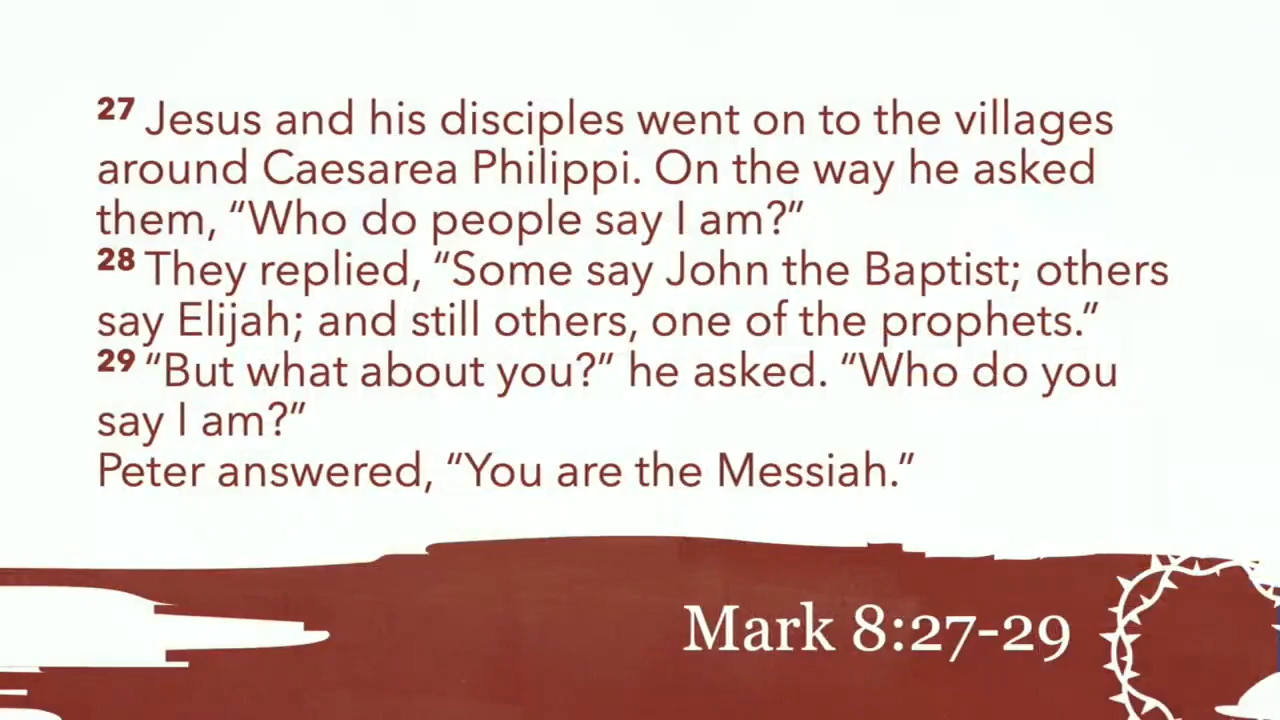 27 Jesus and his disciples went on to the villages
around Caesarea Philippi. On the way he asked
them, “Who do people say I am?”
28 They replied, “Some say John the Baptist; others
say Elijah; and still others, one of the prophets.”
29 “But what about you?” he asked. “Who do you
say I am?”
Peter answered, “You are the Messiah.”
Mark 8:27-29